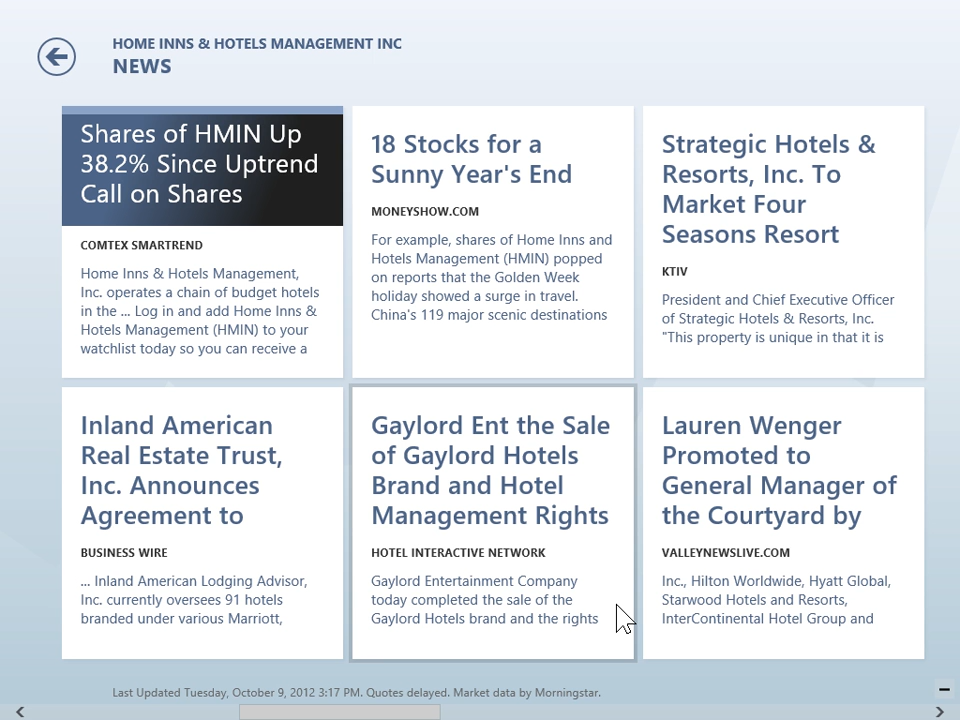 HOME INNS & HOTELS MANAGEMENT INC
NEWS
Shares of HMIN Up
38.2% Since Uptrend
Call on Shares
COMTEX SMARTREND
Home Inns & Hotels Management,
Inc. operates a chain of budget hotels
in the ... Log in and add Home Inns &
Hotels Management (HMIN) to your
watchlist today so you can receive a
18 Stocks for a
Sunny Year's End
MONEYSHOW.COM
For example, shares of Home Inns and
Hotels Management (HMIN) popped
on reports that the Golden Week
holiday showed a surge in travel.
China's 119 major scenic destinations
Strategic Hotels &
Resorts, Inc. To
Market Four
Seasons Resort
KTIV
President and Chief Executive Officer
of Strategic Hotels & Resorts, Inc.
"This property is unique in that it is
Inland American
Real Estate Trust,
Inc. Announces
Agreement to
BUSINESS WIRE
... Inland American Lodging Advisor,
Inc. currently oversees 91 hotels
branded under various Marriott,
Gaylord Ent the Sale
of Gaylord Hotels
Brand and Hotel
Management Rights
HOTEL INTERACTIVE NETWORK
Gaylord Entertainment Company
today completed the sale of the
Gaylord Hotels brand and the rights
Lauren Wenger
Promoted to
General Manager of
the Courtyard by
VALLEYNEWSLIVE.COM
Inc., Hilton Worldwide, Hyatt Global,
Starwood Hotels and Resorts,
InterContinental Hotel Group and
Last Updated Tuesday, October 9, 2012 3:17 PM. Quotes delayed. Market data by Morningstar.